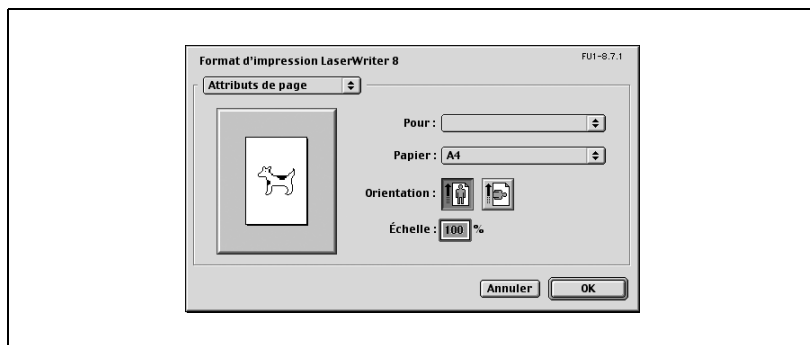 Format d'impression LaserWriter 8
FU1-8.7.1
Attributs de page
Pour :
Papier : A4
Orientation :
Échelle : 100 %
Annuler OK